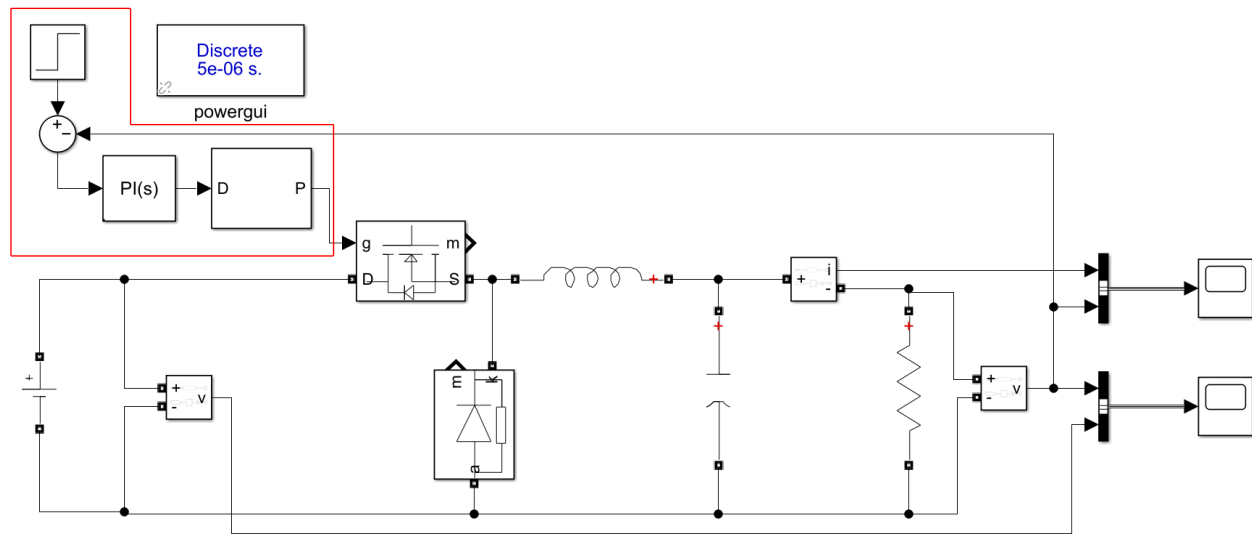 Discrete
5e-06 s.
powergui
+
−
PI(s)
D
P
g
m
D
S
+
i
+
-
+
+
+
+
-
v
m
k
a
+
-
v